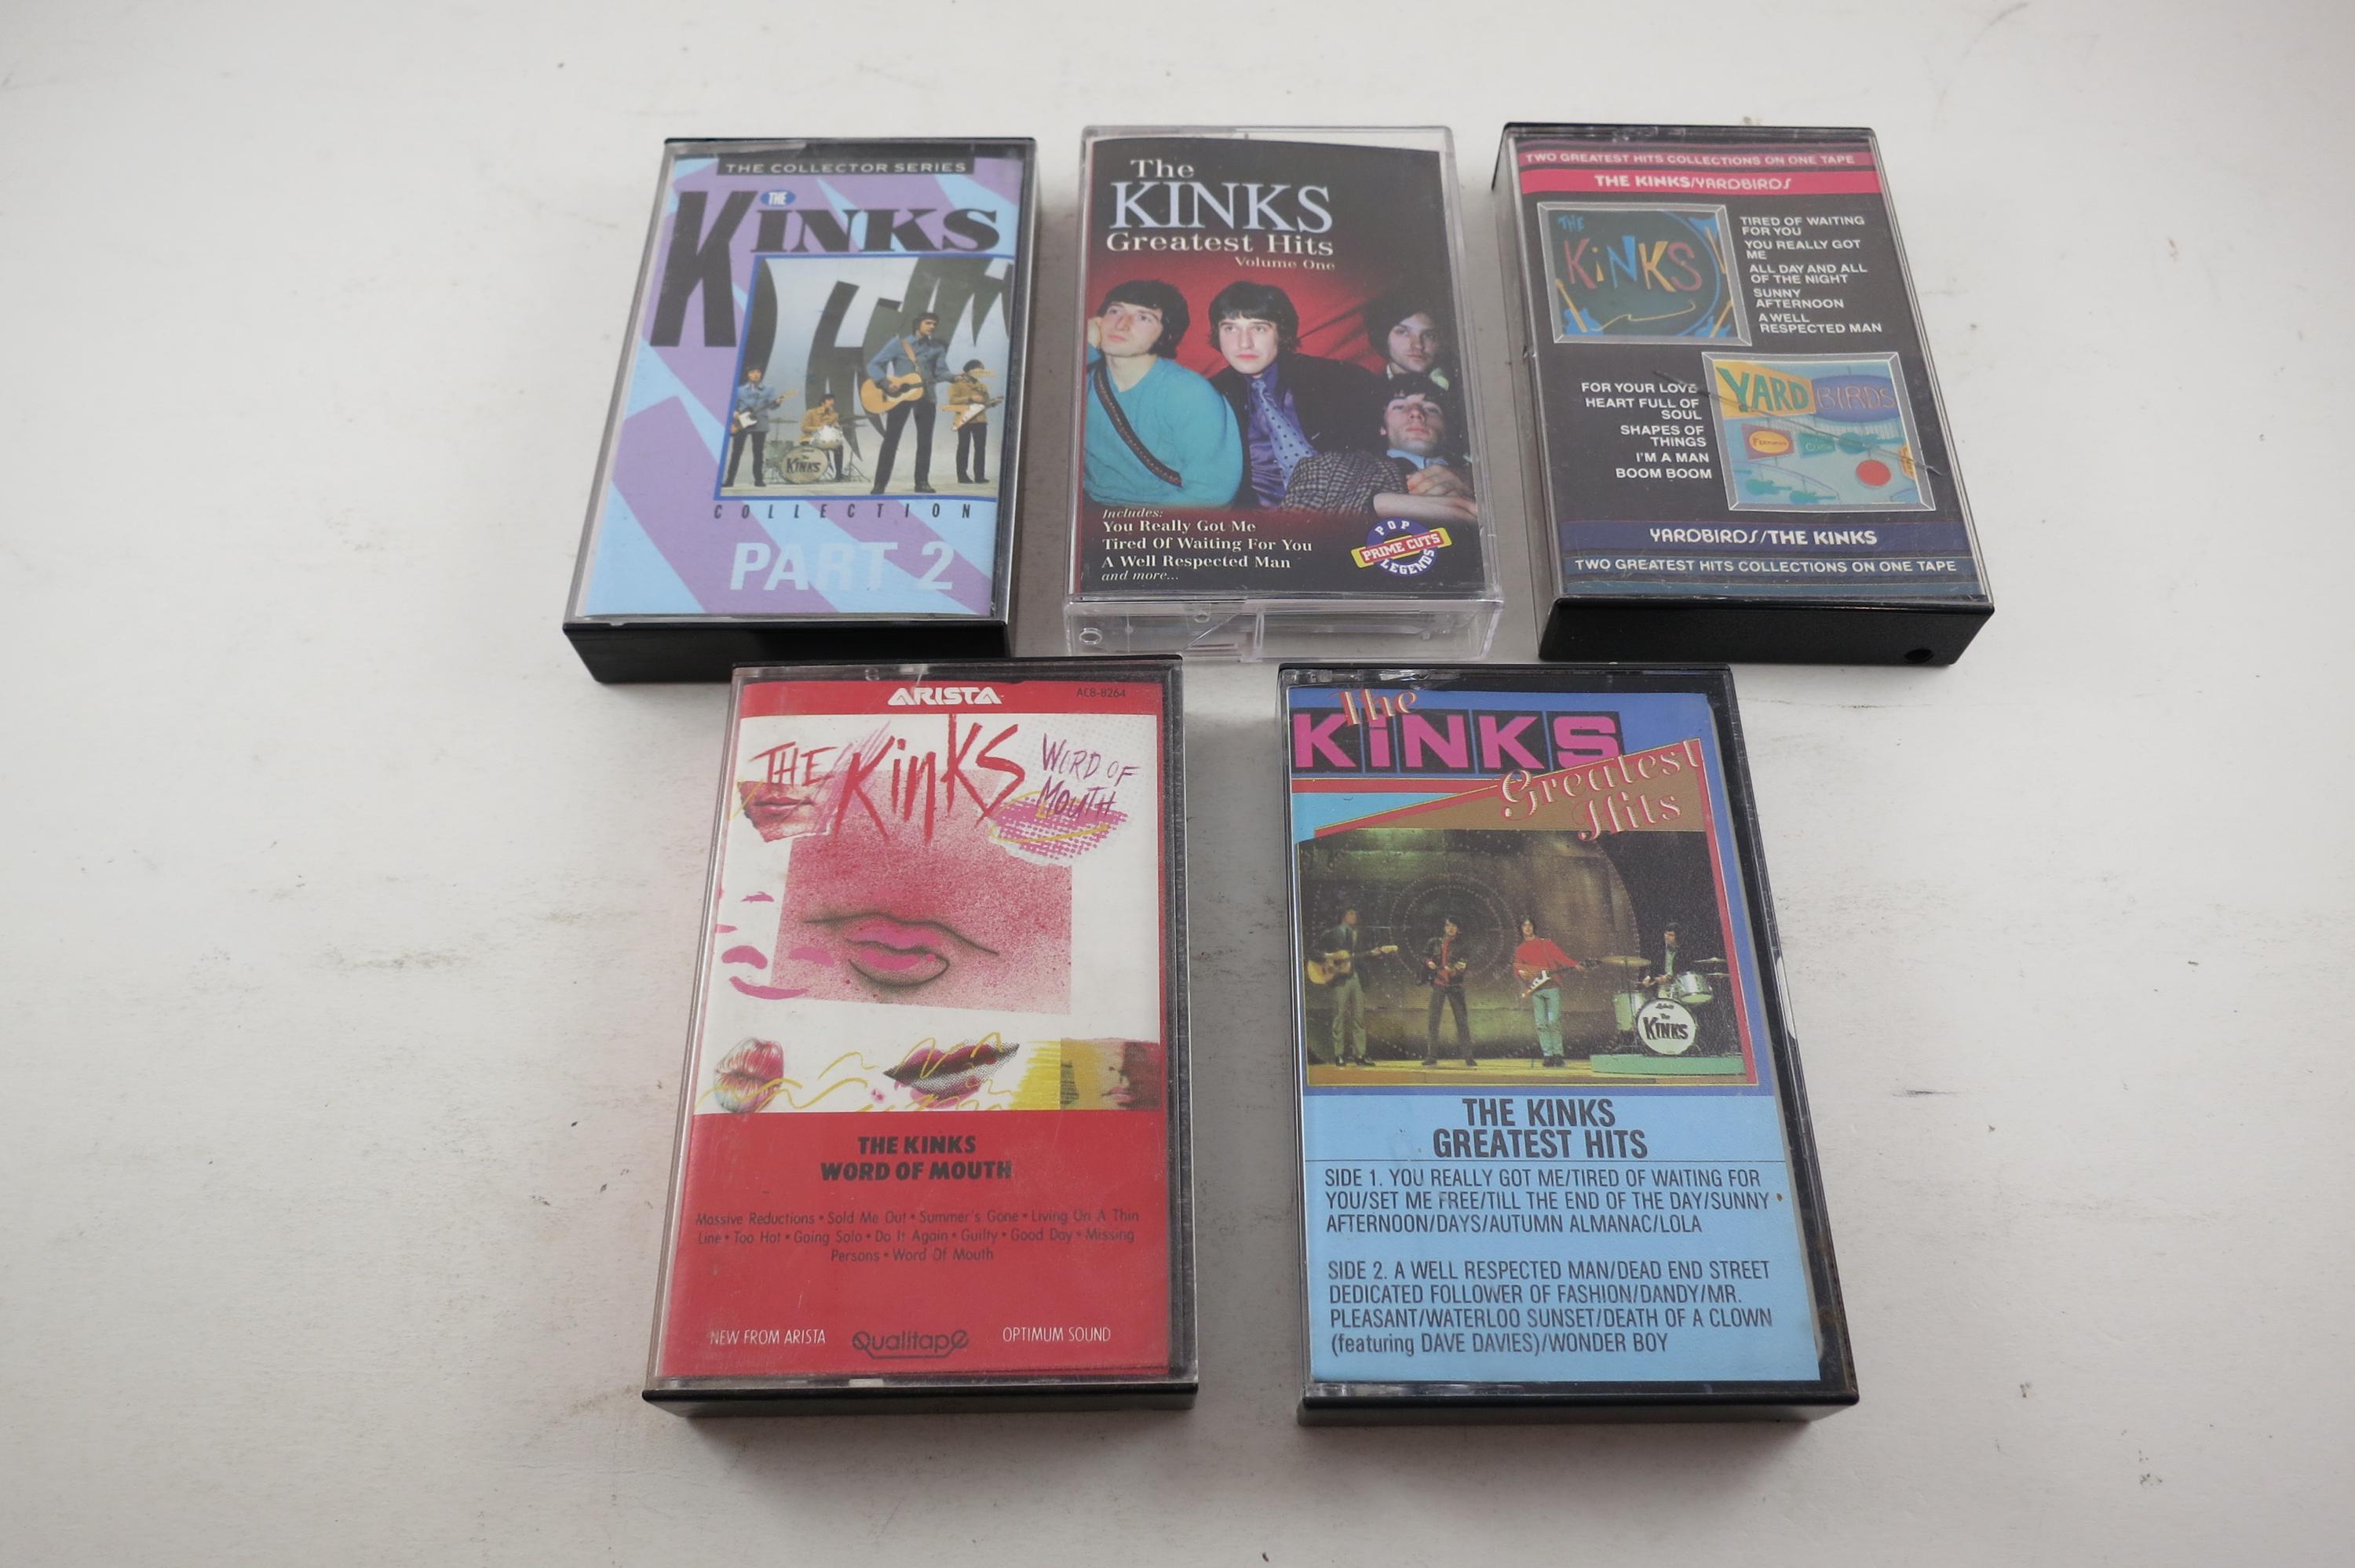 THE COLLECTOR SERIES
THE
KINKS
KINKS
COLLECTION
PART 2
The
KINKS
Greatest Hits
Volume One
Includes:
You Really Got Me
Tired Of Waiting For You
A Well Respected Man
and more...
POP
PRIME CUTS
LEGENDS
TWO GREATEST HITS COLLECTIONS ON ONE TAPE
THE KINKS/YARDBIRDS
THE
KINKS
TIRED OF WAITING
FOR YOU
YOU REALLY GOT
ME
ALL DAY AND ALL
OF THE NIGHT
SUNNY
AFTERNOON
A WELL
RESPECTED MAN
FOR YOUR LOVE
HEART FULL OF
SOUL
SHAPES OF
THINGS
I'M A MAN
BOOM BOOM
YARDBIRDS
YARDBIRDS/THE KINKS
TWO GREATEST HITS COLLECTIONS ON ONE TAPE
ARISTA
AC8-8264
THE KINKS
WORD OF
MOUTH
THE KINKS
WORD OF MOUTH
Massive Reductions • Sold Me Out • Summer's Gone • Living On A Thin
Line • Too Hot • Going Solo • Do It Again • Guilty • Good Day • Missing
Persons • Word Of Mouth
NEW FROM ARISTA
Qualitape
OPTIMUM SOUND
The
KINKS
Greatest
Hits
The
KINKS
THE KINKS
GREATEST HITS
SIDE 1. YOU REALLY GOT ME/TIRED OF WAITING FOR
YOU/SET ME FREE/TILL THE END OF THE DAY/SUNNY
AFTERNOON/DAYS/AUTUMN ALMANAC/LOLA
SIDE 2. A WELL RESPECTED MAN/DEAD END STREET
DEDICATED FOLLOWER OF FASHION/DANDY/MR.
PLEASANT/WATERLOO SUNSET/DEATH OF A CLOWN
(featuring DAVE DAVIES)/WONDER BOY